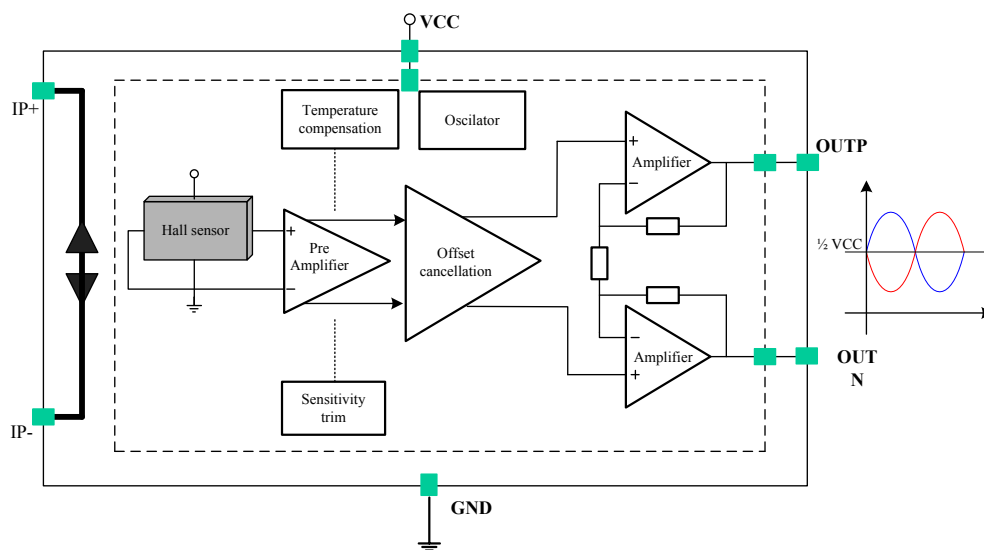 VCC
IP+
Temperature
compensation
Oscilator
+
Amplifier
−
OUTP
Hall sensor
+
Pre
Amplifier
−
Offset
cancellation
½ VCC
−
Amplifier
+
OUT
N
Sensitivity
trim
IP-
GND